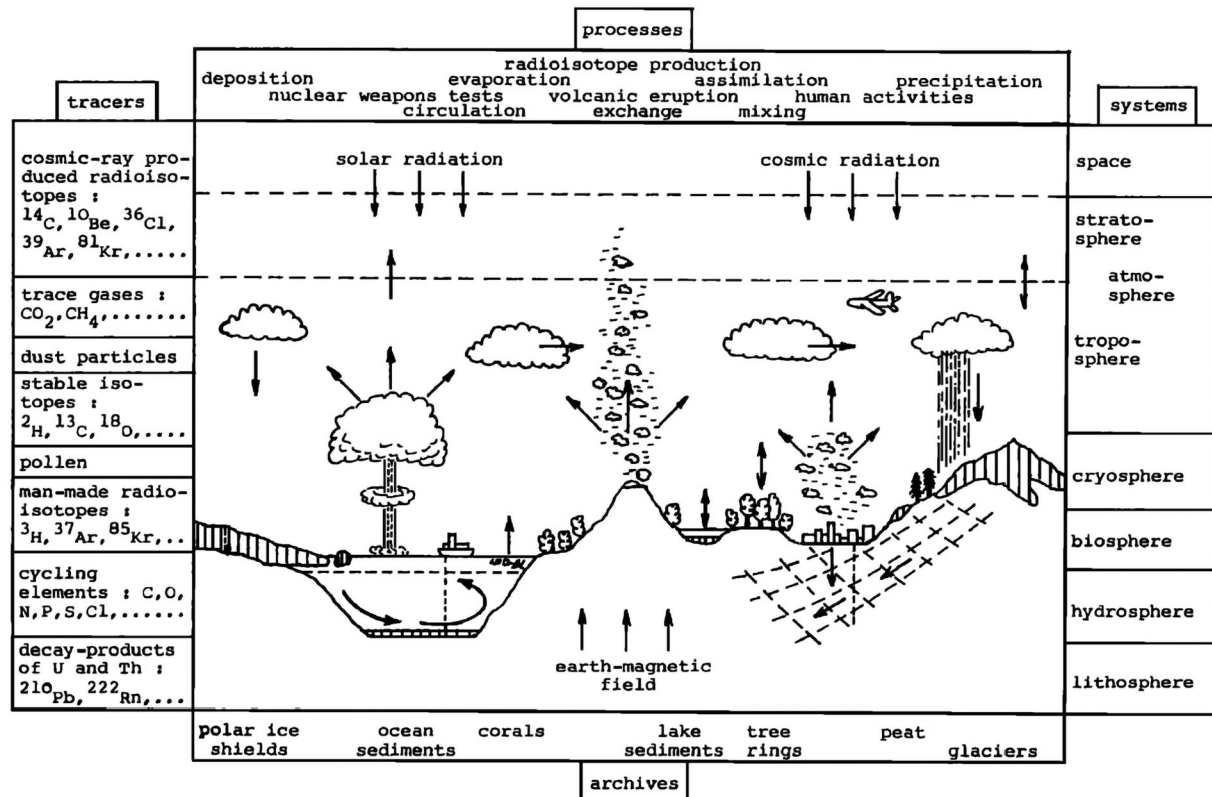 processes
radioisotope production
deposition evaporation assimilation precipitation
nuclear weapons tests volcanic eruption human activities
circulation exchange mixing
tracers
cosmic-ray pro-
duced radioiso-
topes :
¹⁴C, ¹⁰Be, ³⁶Cl,
³⁹Ar, ⁸¹Kr,.....
trace gases :
CO₂,CH₄,........
dust particles
stable iso-
topes :
²H, ¹³C, ¹⁸O,....
pollen
man-made radio-
isotopes :
³H, ³⁷Ar, ⁸⁵Kr,..
cycling
elements : C,O,
N,P,S,Cl,......
decay-products
of U and Th :
²¹⁰Pb, ²²²Rn,...
solar radiation
cosmic radiation
earth-magnetic
field
systems
space
strato-
sphere
atmo-
sphere
tropo-
sphere
cryosphere
biosphere
hydrosphere
lithosphere
polar ice
shields
ocean
sediments
corals
lake
sediments
tree
rings
peat
glaciers
archives